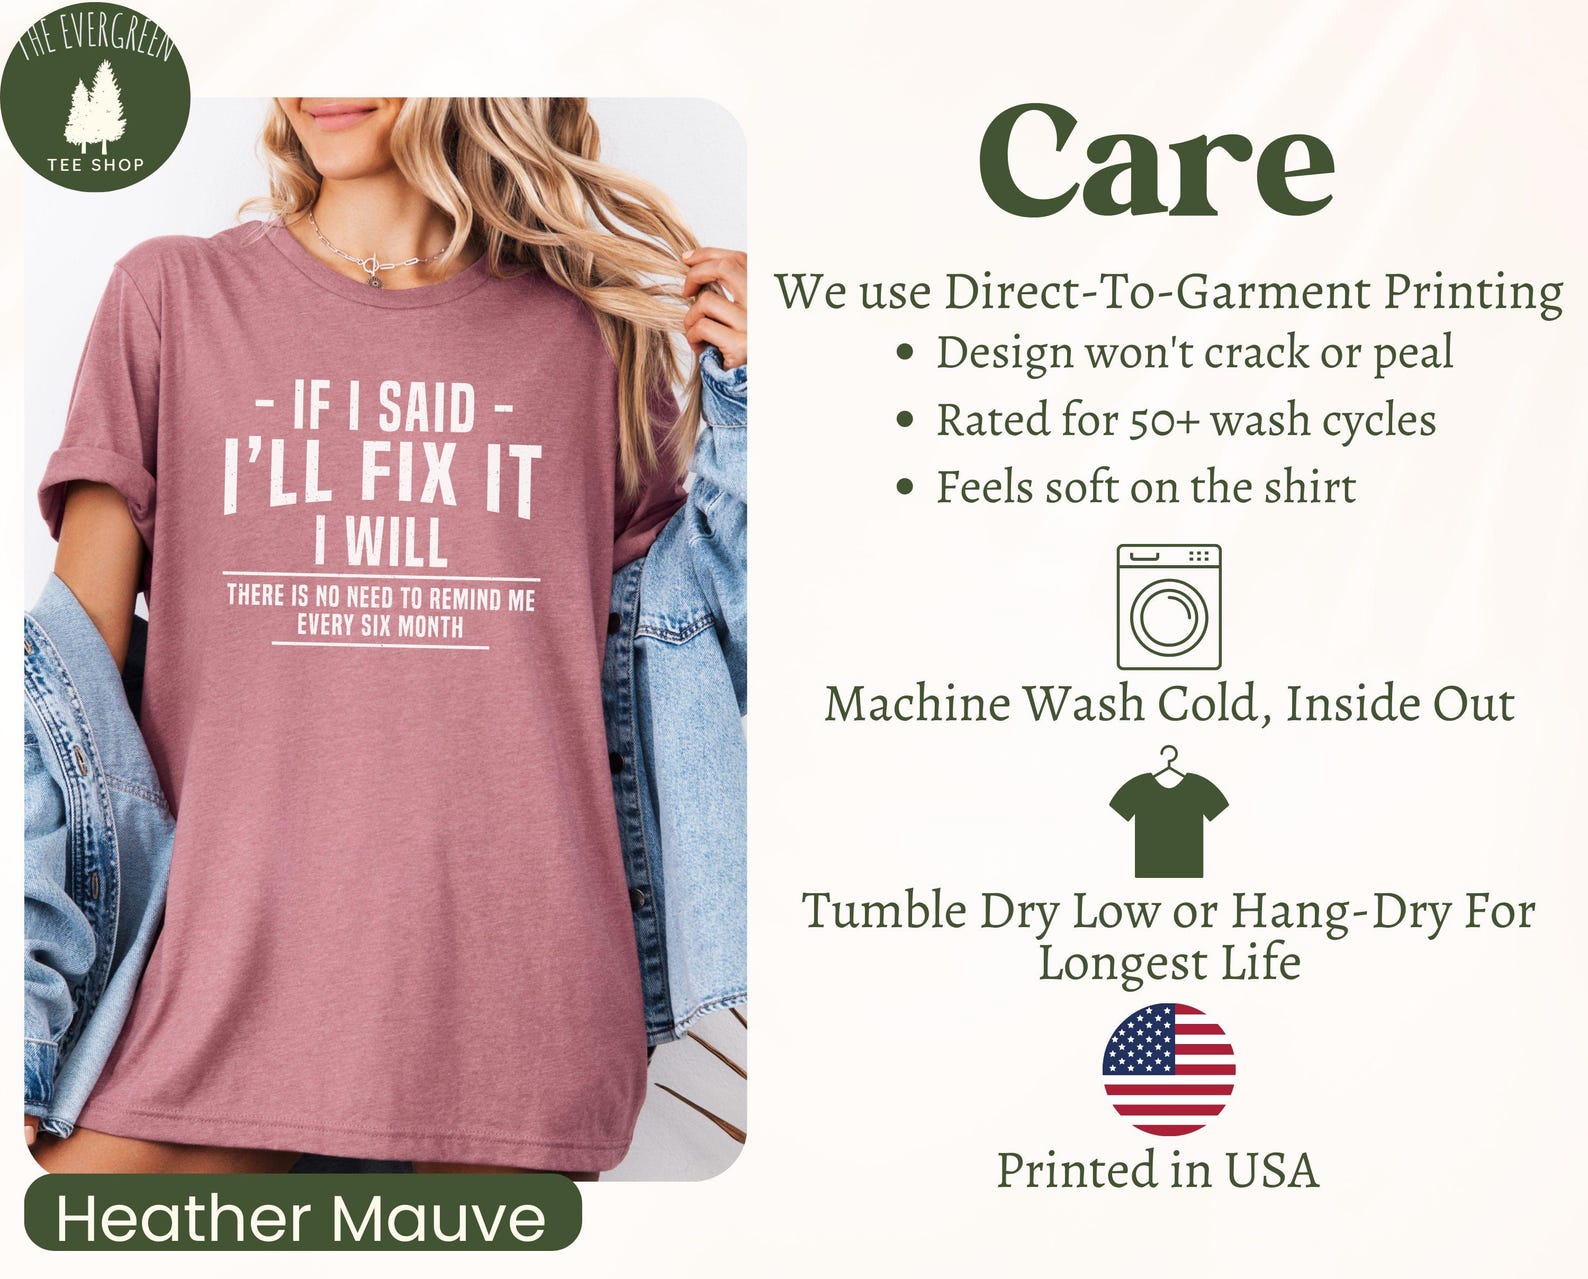 THE EVERGREEN
TEE SHOP
- IF I SAID -
I'LL FIX IT
I WILL
THERE IS NO NEED TO REMIND ME
EVERY SIX MONTH
Heather Mauve
Care
We use Direct-To-Garment Printing
• Design won't crack or peal
• Rated for 50+ wash cycles
• Feels soft on the shirt
Machine Wash Cold, Inside Out
Tumble Dry Low or Hang-Dry For
Longest Life
Printed in USA